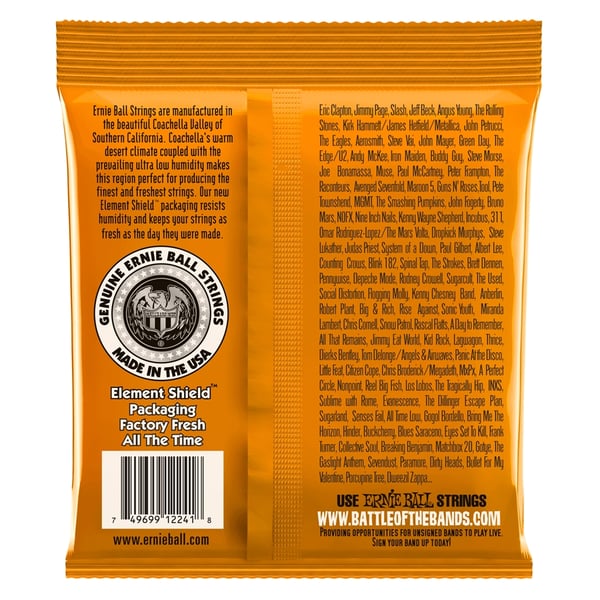 Ernie Ball Strings are manufactured in
the beautiful Coachella Valley of
Southern California. Coachella's warm
desert climate coupled with the
prevailing ultra low humidity makes
this region perfect for producing the
finest and freshest strings. Our new
Element Shield™ packaging resists
humidity and keeps your strings as
fresh as the day they were made.
GENUINE ERNIE BALL STRINGS
MADE IN THE USA
Element Shield™
Packaging
Factory Fresh
All The Time
7 49699 12241 8
www.ernieball.com
Eric Clapton, Jimmy Page, Slash, Jeff Beck, Angus Young, The Rolling
Stones, Kirk Hammett/James Hetfield/Metallica, John Petrucci,
The Eagles, Aerosmith, Steve Vai, John Mayer, Green Day, The
Edge/U2, Andy McKee, Iron Maiden, Buddy Guy, Steve Morse,
Joe Bonamassa, Muse, Paul McCartney, Peter Frampton, The
Raconteurs, Avenged Sevenfold, Maroon 5, Guns N' Roses, Tool, Pete
Townshend, MGMT, The Smashing Pumpkins, John Fogerty, Bruno
Mars, NOFX, Nine Inch Nails, Kenny Wayne Shepherd, Incubus, 311,
Omar Rodriguez-Lopez/The Mars Volta, Dropkick Murphys, Steve
Lukather, Judas Priest, System of a Down, Paul Gilbert, Albert Lee,
Counting Crows, Blink 182, Spinal Tap, The Strokes, Brett Dennen,
Pennywise, Depeche Mode, Rodney Crowell, Sugarcult, The Used,
Social Distortion, Flogging Molly, Kenny Chesney Band, Anberlin,
Robert Plant, Big & Rich, Rise Against, Sonic Youth, Miranda
Lambert, Chris Cornell, Snow Patrol, Rascal Flatts, A Day to Remember,
All That Remains, Jimmy Eat World, Kid Rock, Lagwagon, Thrice,
Dierks Bentley, Tom Delonge/Angels & Airwaves, Panic At the Disco,
Little Feat, Citizen Cope, Chris Broderick/Megadeth, MxPx, A Perfect
Circle, Nonpoint, Reel Big Fish, Los Lobos, The Tragically Hip, INXS,
Sublime with Rome, Evanescence, The Dillinger Escape Plan,
Sugarland, Senses Fail, All Time Low, Gogol Bordello, Bring Me The
Horizon, Hinder, Buckcherry, Blues Saraceno, Eyes Set To Kill, Frank
Turner, Collective Soul, Breaking Benjamin, Matchbox 20, Gotye, The
Gaslight Anthem, Sevendust, Paramore, Dirty Heads, Bullet For My
Valentine, Porcupine Tree, Dweezil Zappa...
USE ERNIE BALL STRINGS
WWW.BATTLEOFTHEBANDS.COM
PROVIDING OPPORTUNITIES FOR UNSIGNED BANDS TO PLAY LIVE.
SIGN YOUR BAND UP TODAY!